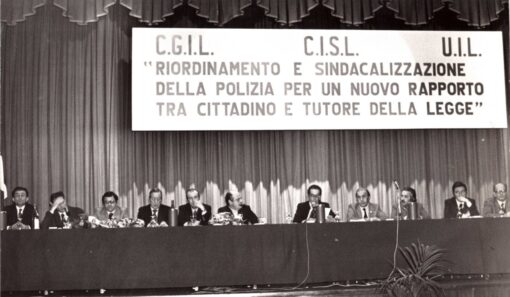 C.G.I.L. C.I.S.L. U.I.L.
"RIORDINAMENTO E SINDACALIZZAZIONE
DELLA POLIZIA PER UN NUOVO RAPPORTO
TRA CITTADINO E TUTORE DELLA LEGGE"